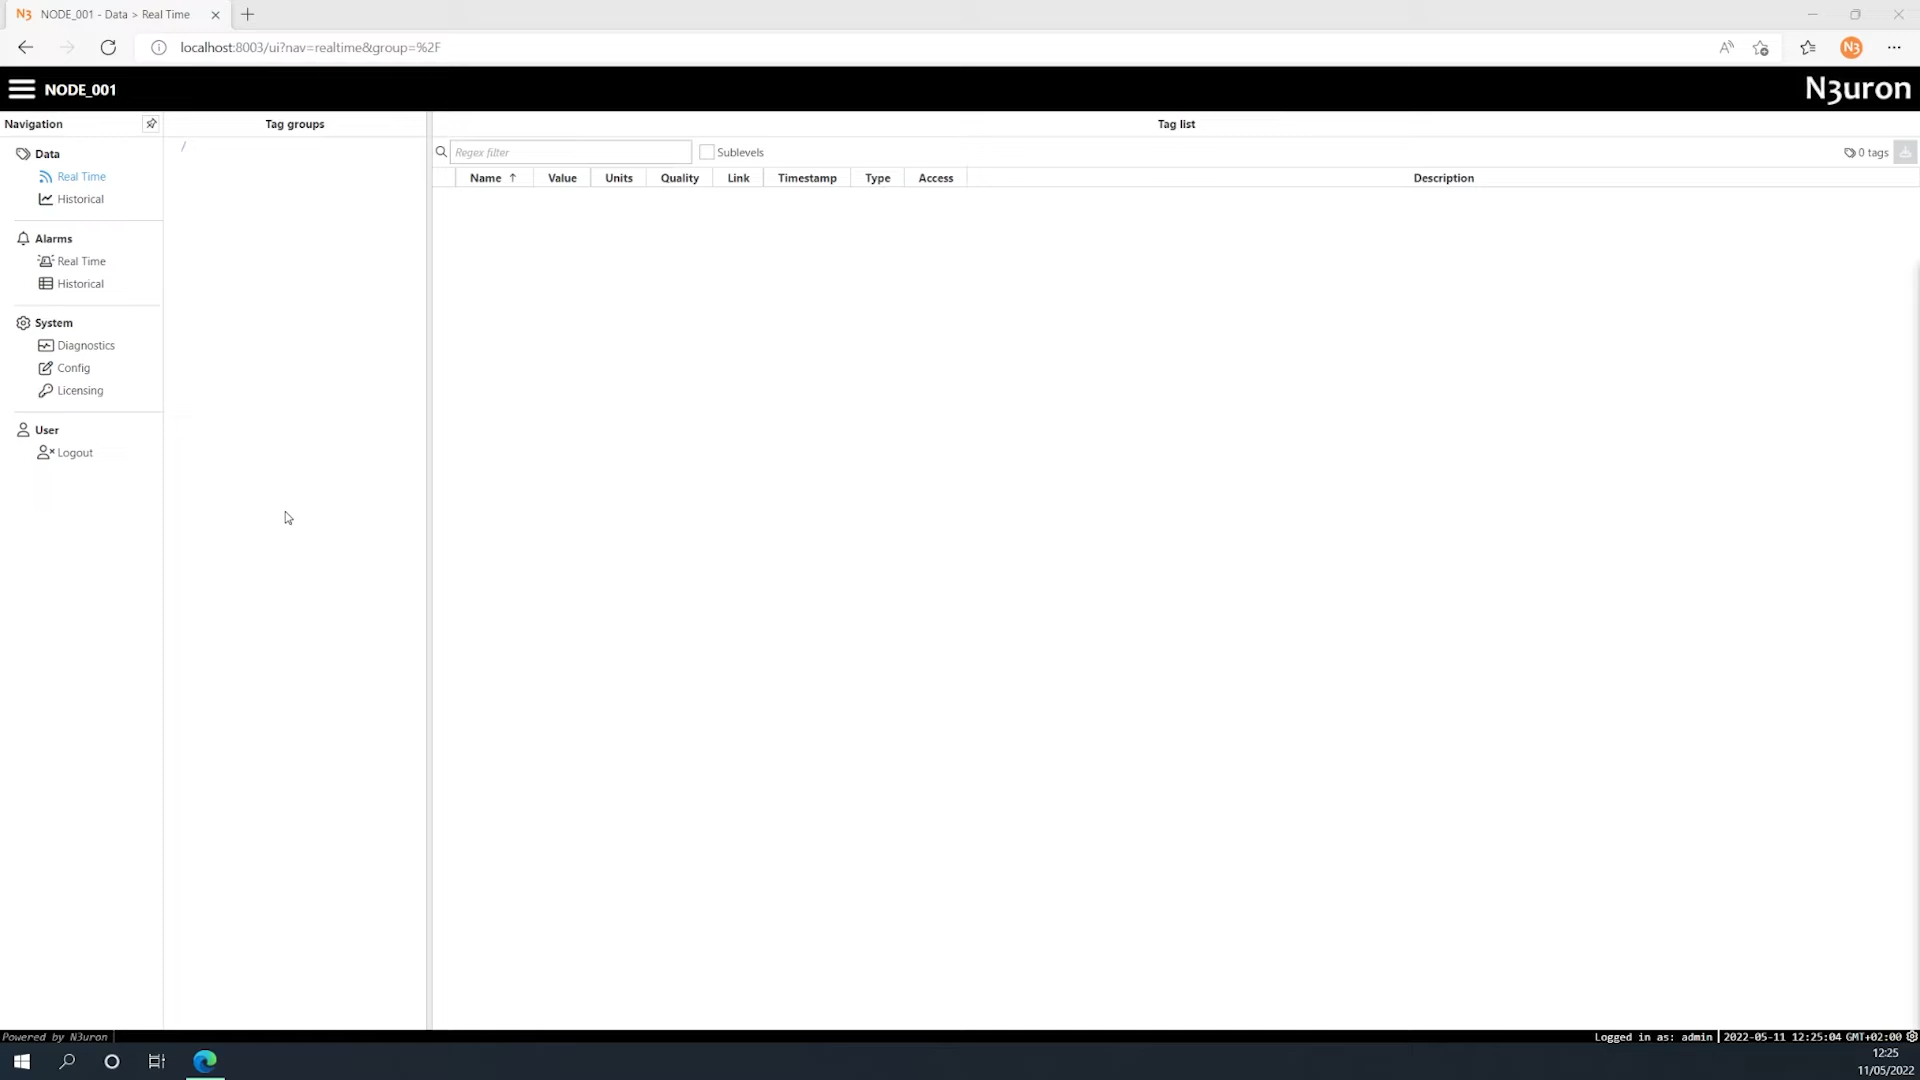 N3 NODE_001 - Data > Real Time
localhost:8003/ui?nav=realtime&group=%2F
N3
NODE_001
N3uron
Navigation
Tag groups
Tag list
Data
Real Time
Historical
Alarms
Real Time
Historical
System
Diagnostics
Config
Licensing
User
Logout
/
Regex filter
Sublevels
0 tags
Name ↑ Value Units Quality Link Timestamp Type Access Description
Powered by N3uron
Logged in as: admin | 2022-05-11 12:25:04 GMT+02:00
12:25
11/05/2022